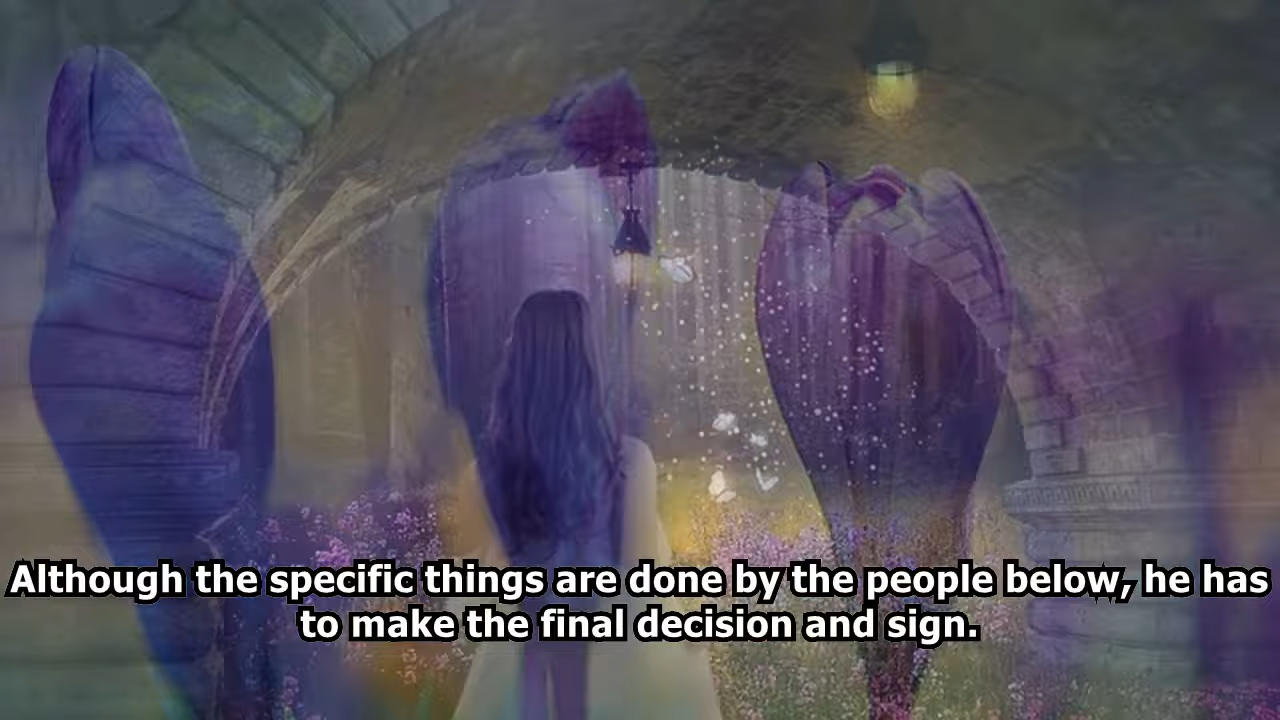 Although the specific things are done by the people below, he has
to make the final decision and sign.